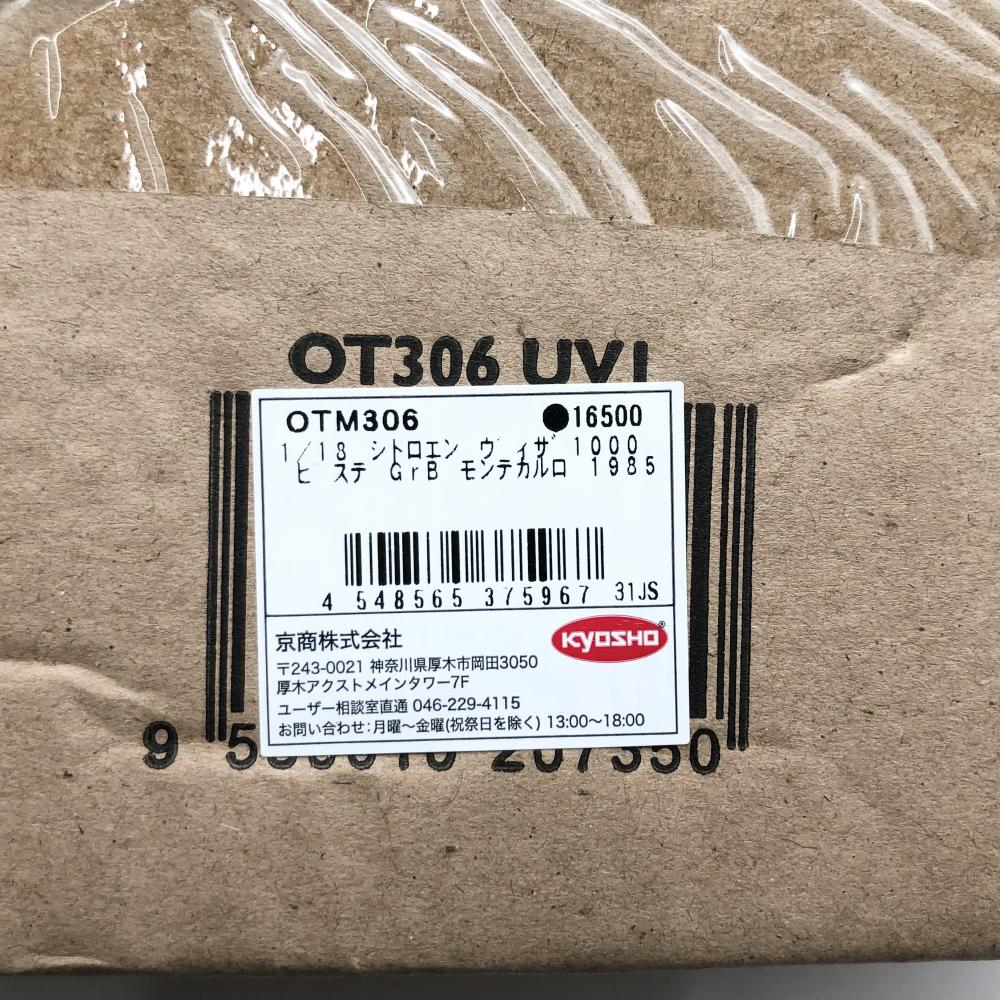 OT306 UVL
OTM306 ●16500
1/18 シトロエン ヴィザ 1000
ピステ GrB モンテカルロ 1985
4 548565 375967 31JS
京商株式会社 KYOSHO®
〒243-0021 神奈川県厚木市岡田3050
厚木アクストメインタワー7F
ユーザー相談室直通 046-229-4115
お問い合わせ:月曜~金曜(祝祭日を除く) 13:00~18:00
9 207350